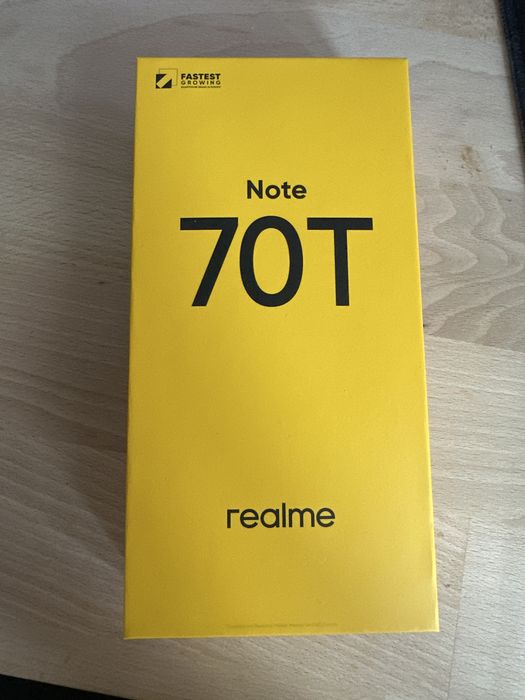 FASTEST
GROWING
Note
70T
realme